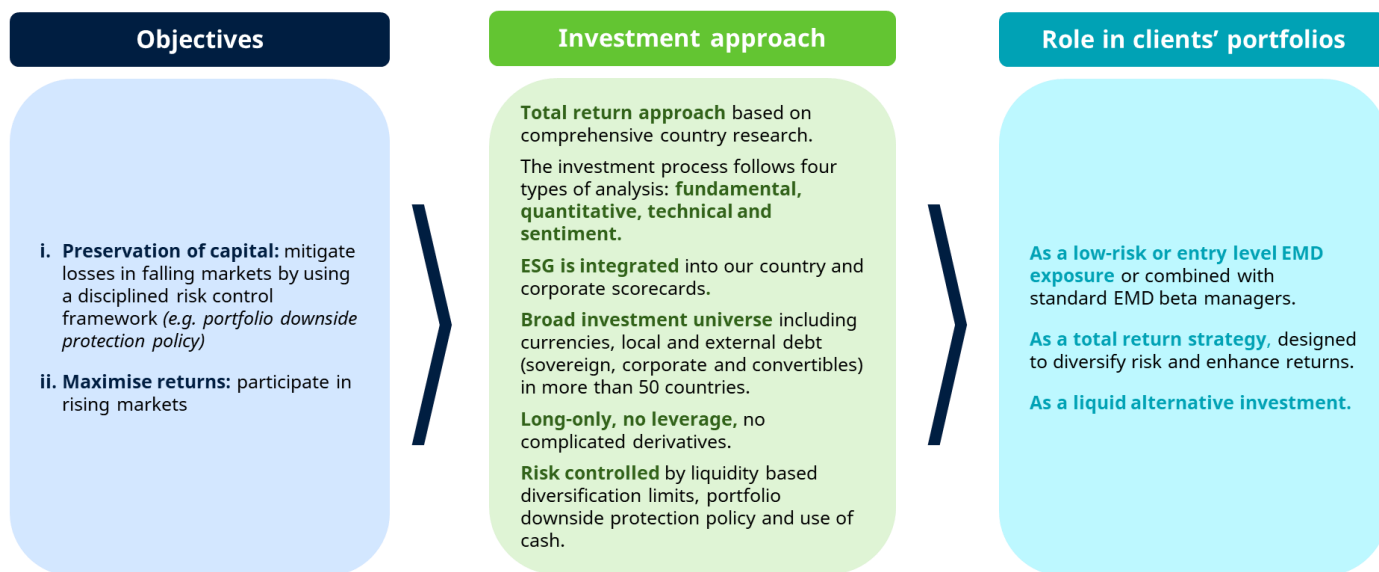 Objectives
i. Preservation of capital: mitigate
losses in falling markets by using
a disciplined risk control
framework (e.g. portfolio downside
protection policy)
ii. Maximise returns: participate in
rising markets
Investment approach
Total return approach based on
comprehensive country research.
The investment process follows four
types of analysis: fundamental,
quantitative, technical and
sentiment.
ESG is integrated into our country and
corporate scorecards.
Broad investment universe including
currencies, local and external debt
(sovereign, corporate and convertibles)
in more than 50 countries.
Long-only, no leverage, no
complicated derivatives.
Risk controlled by liquidity based
diversification limits, portfolio
downside protection policy and use of
cash.
Role in clients’ portfolios
As a low-risk or entry level EMD
exposure or combined with
standard EMD beta managers.
As a total return strategy, designed
to diversify risk and enhance returns.
As a liquid alternative investment.